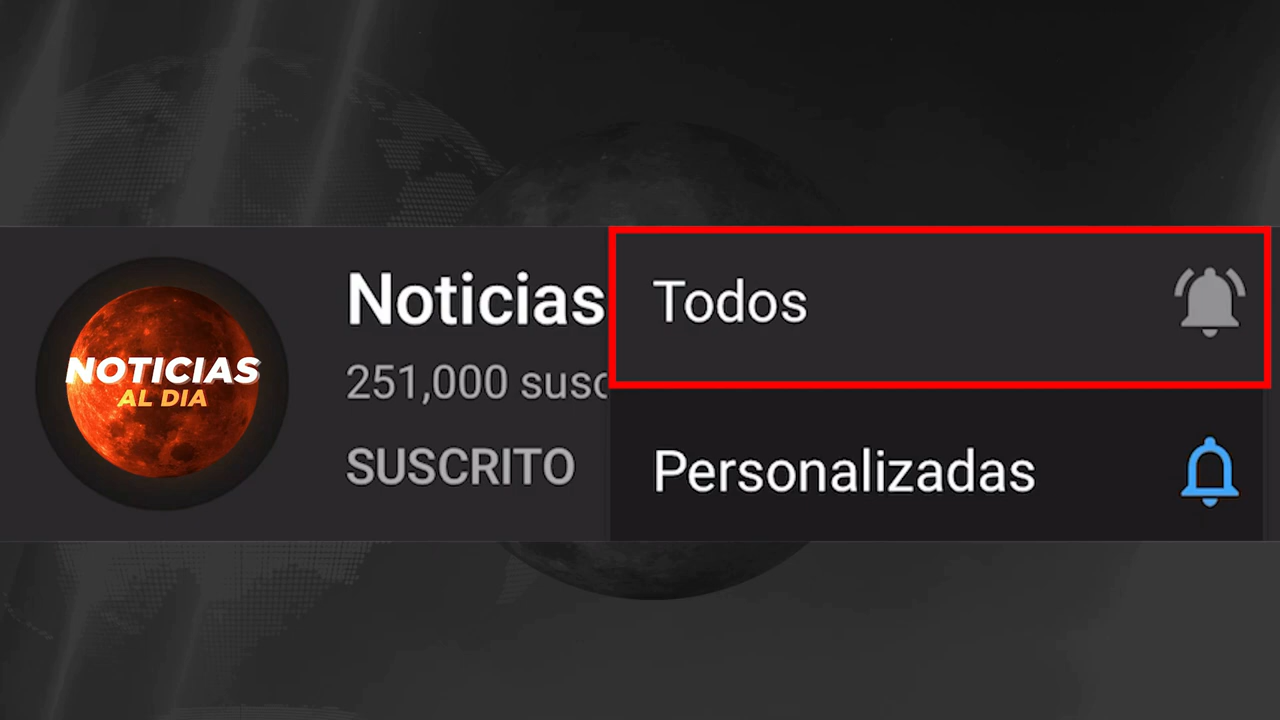 NOTICIAS
AL DIA
Noticias
251,000 susc
SUSCRITO
Todos
Personalizadas